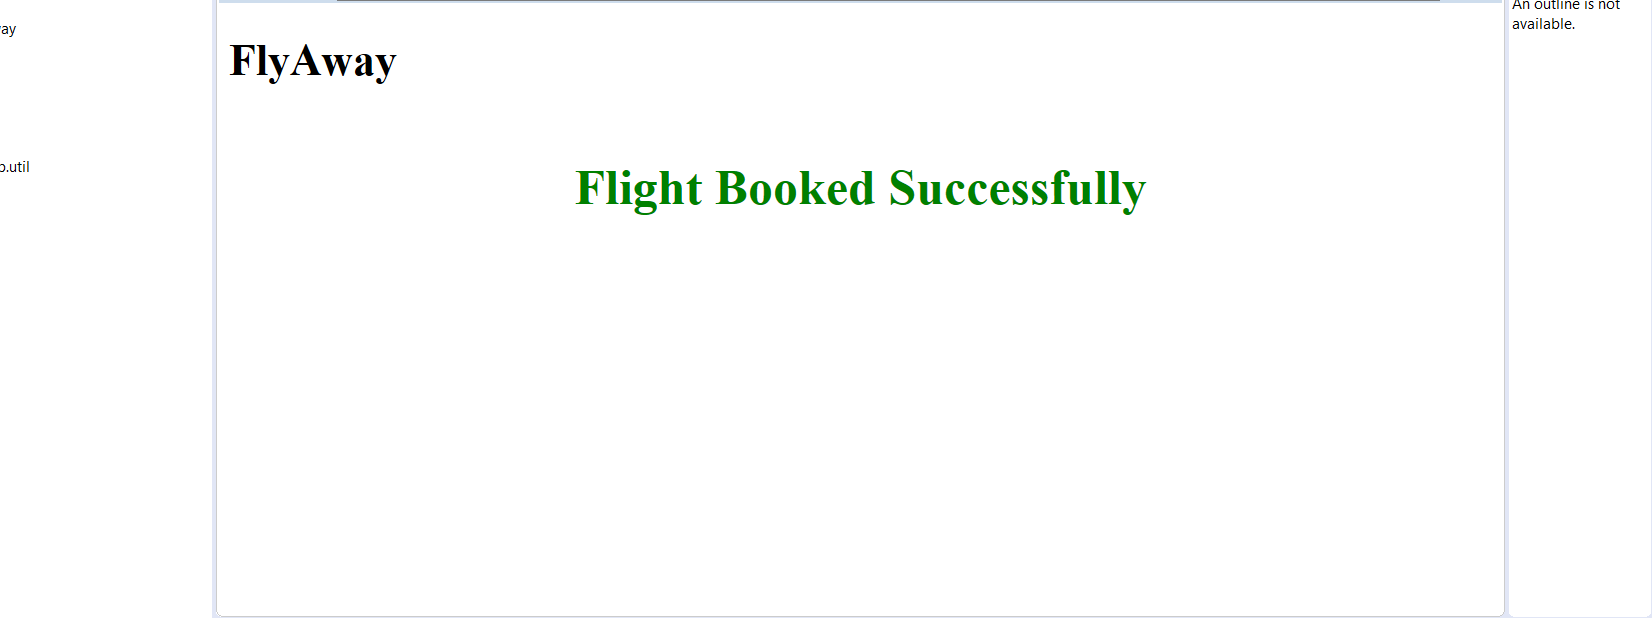 ay
.util
FlyAway
Flight Booked Successfully
An outline is not
available.